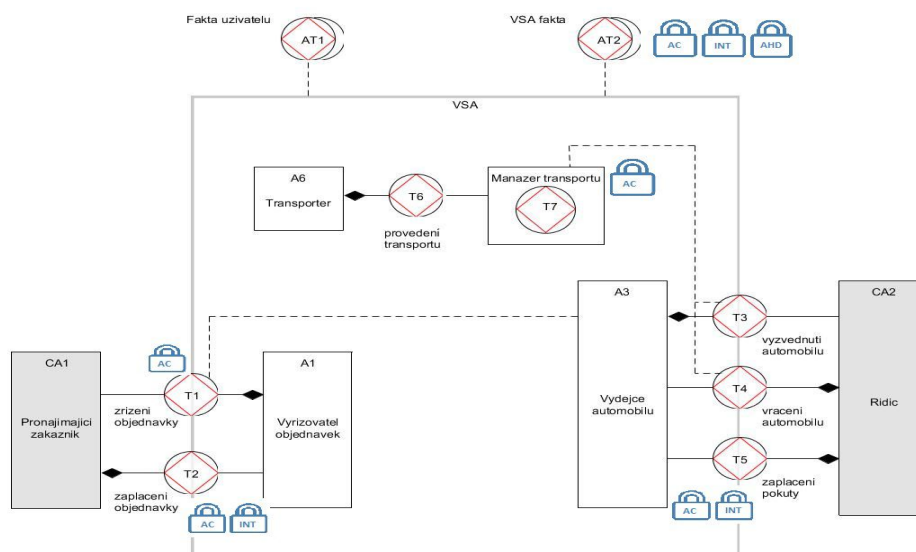 Fakta uzivatelu
VSA fakta
AT1
AT2
AC
INT
AHD
VSA
A6
Transporter
T6
provedení
transportu
Manazer transportu
T7
AC
A3
Vydejce
automobilu
T3
vyzvednuti
automobilu
CA2
Ridic
T4
vraceni
automobilu
T5
zaplaceni
pokuty
AC
INT
CA1
Pronajimajici
zakaznik
AC
T1
zrizeni
objednavky
A1
Vyrizovatel
objednavek
T2
zaplaceni
objednavky
AC
INT